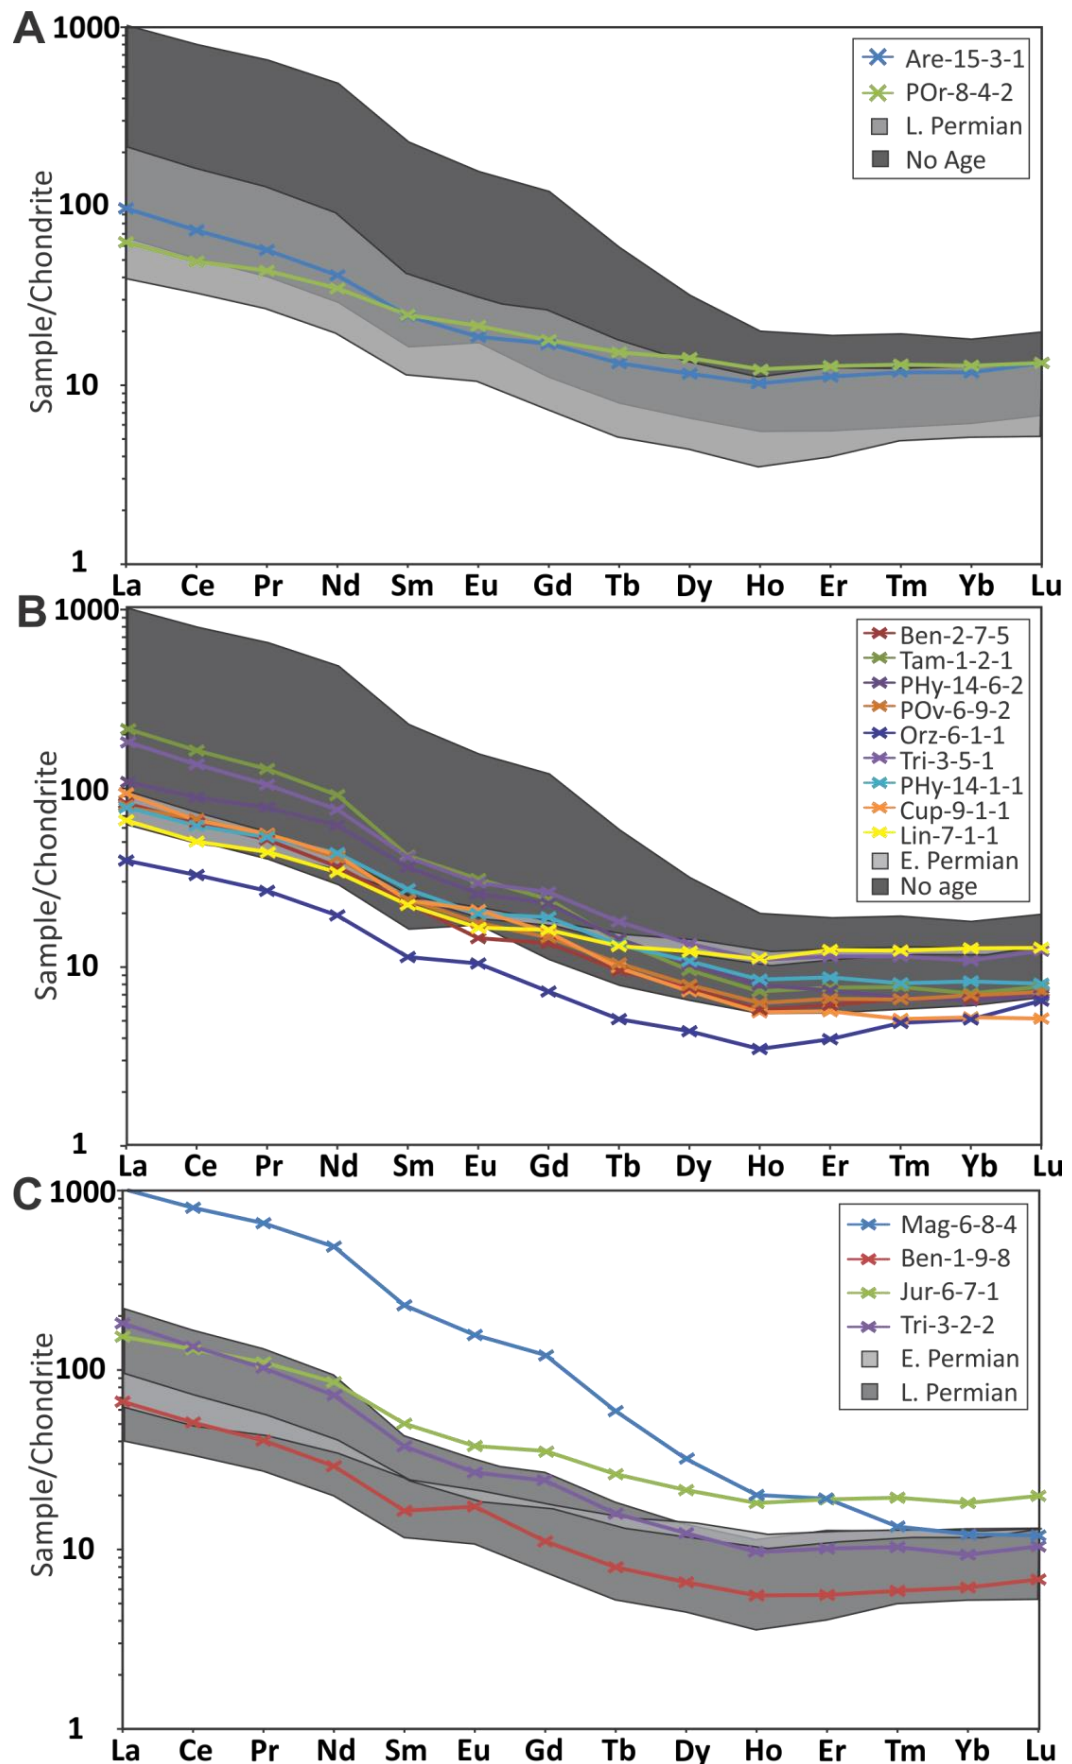 A
1000
100
10
1
Sample/Chondrite
Are-15-3-1
POr-8-4-2
L. Permian
No Age
La Ce Pr Nd Sm Eu Gd Tb Dy Ho Er Tm Yb Lu
B
1000
100
10
1
Sample/Chondrite
Ben-2-7-5
Tam-1-2-1
PHy-14-6-2
POv-6-9-2
Orz-6-1-1
Tri-3-5-1
PHy-14-1-1
Cup-9-1-1
Lin-7-1-1
E. Permian
No age
La Ce Pr Nd Sm Eu Gd Tb Dy Ho Er Tm Yb Lu
C
1000
100
10
1
Sample/Chondrite
Mag-6-8-4
Ben-1-9-8
Jur-6-7-1
Tri-3-2-2
E. Permian
L. Permian
La Ce Pr Nd Sm Eu Gd Tb Dy Ho Er Tm Yb Lu